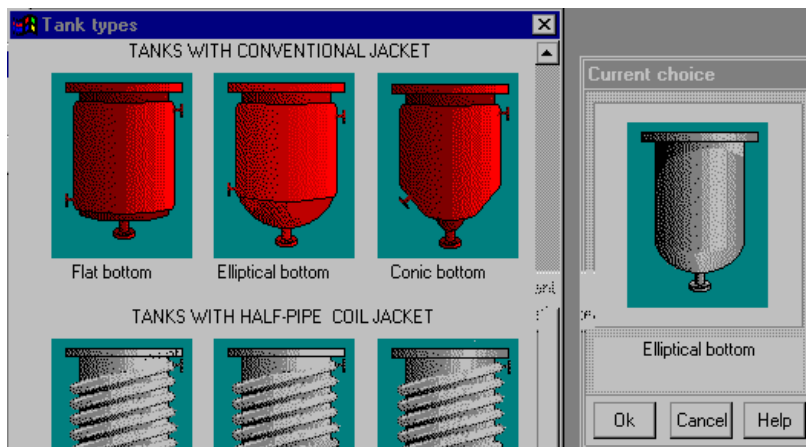 Tank types
TANKS WITH CONVENTIONAL JACKET
Flat bottom
Elliptical bottom
Conic bottom
TANKS WITH HALF-PIPE COIL JACKET
Current choice
Elliptical bottom
Ok
Cancel
Help